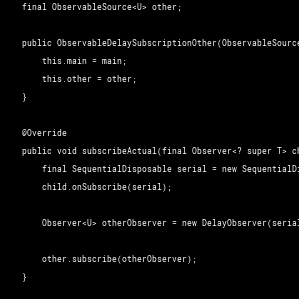 final ObservableSource<U> other;
public ObservableDelaySubscriptionOther(ObservableSource
this.main = main;
this.other = other;
}
@Override
public void subscribeActual(final Observer<? super T> ch
final SequentialDisposable serial = new SequentialDi
child.onSubscribe(serial);
Observer<U> otherObserver = new DelayObserver(serial
other.subscribe(otherObserver);
}